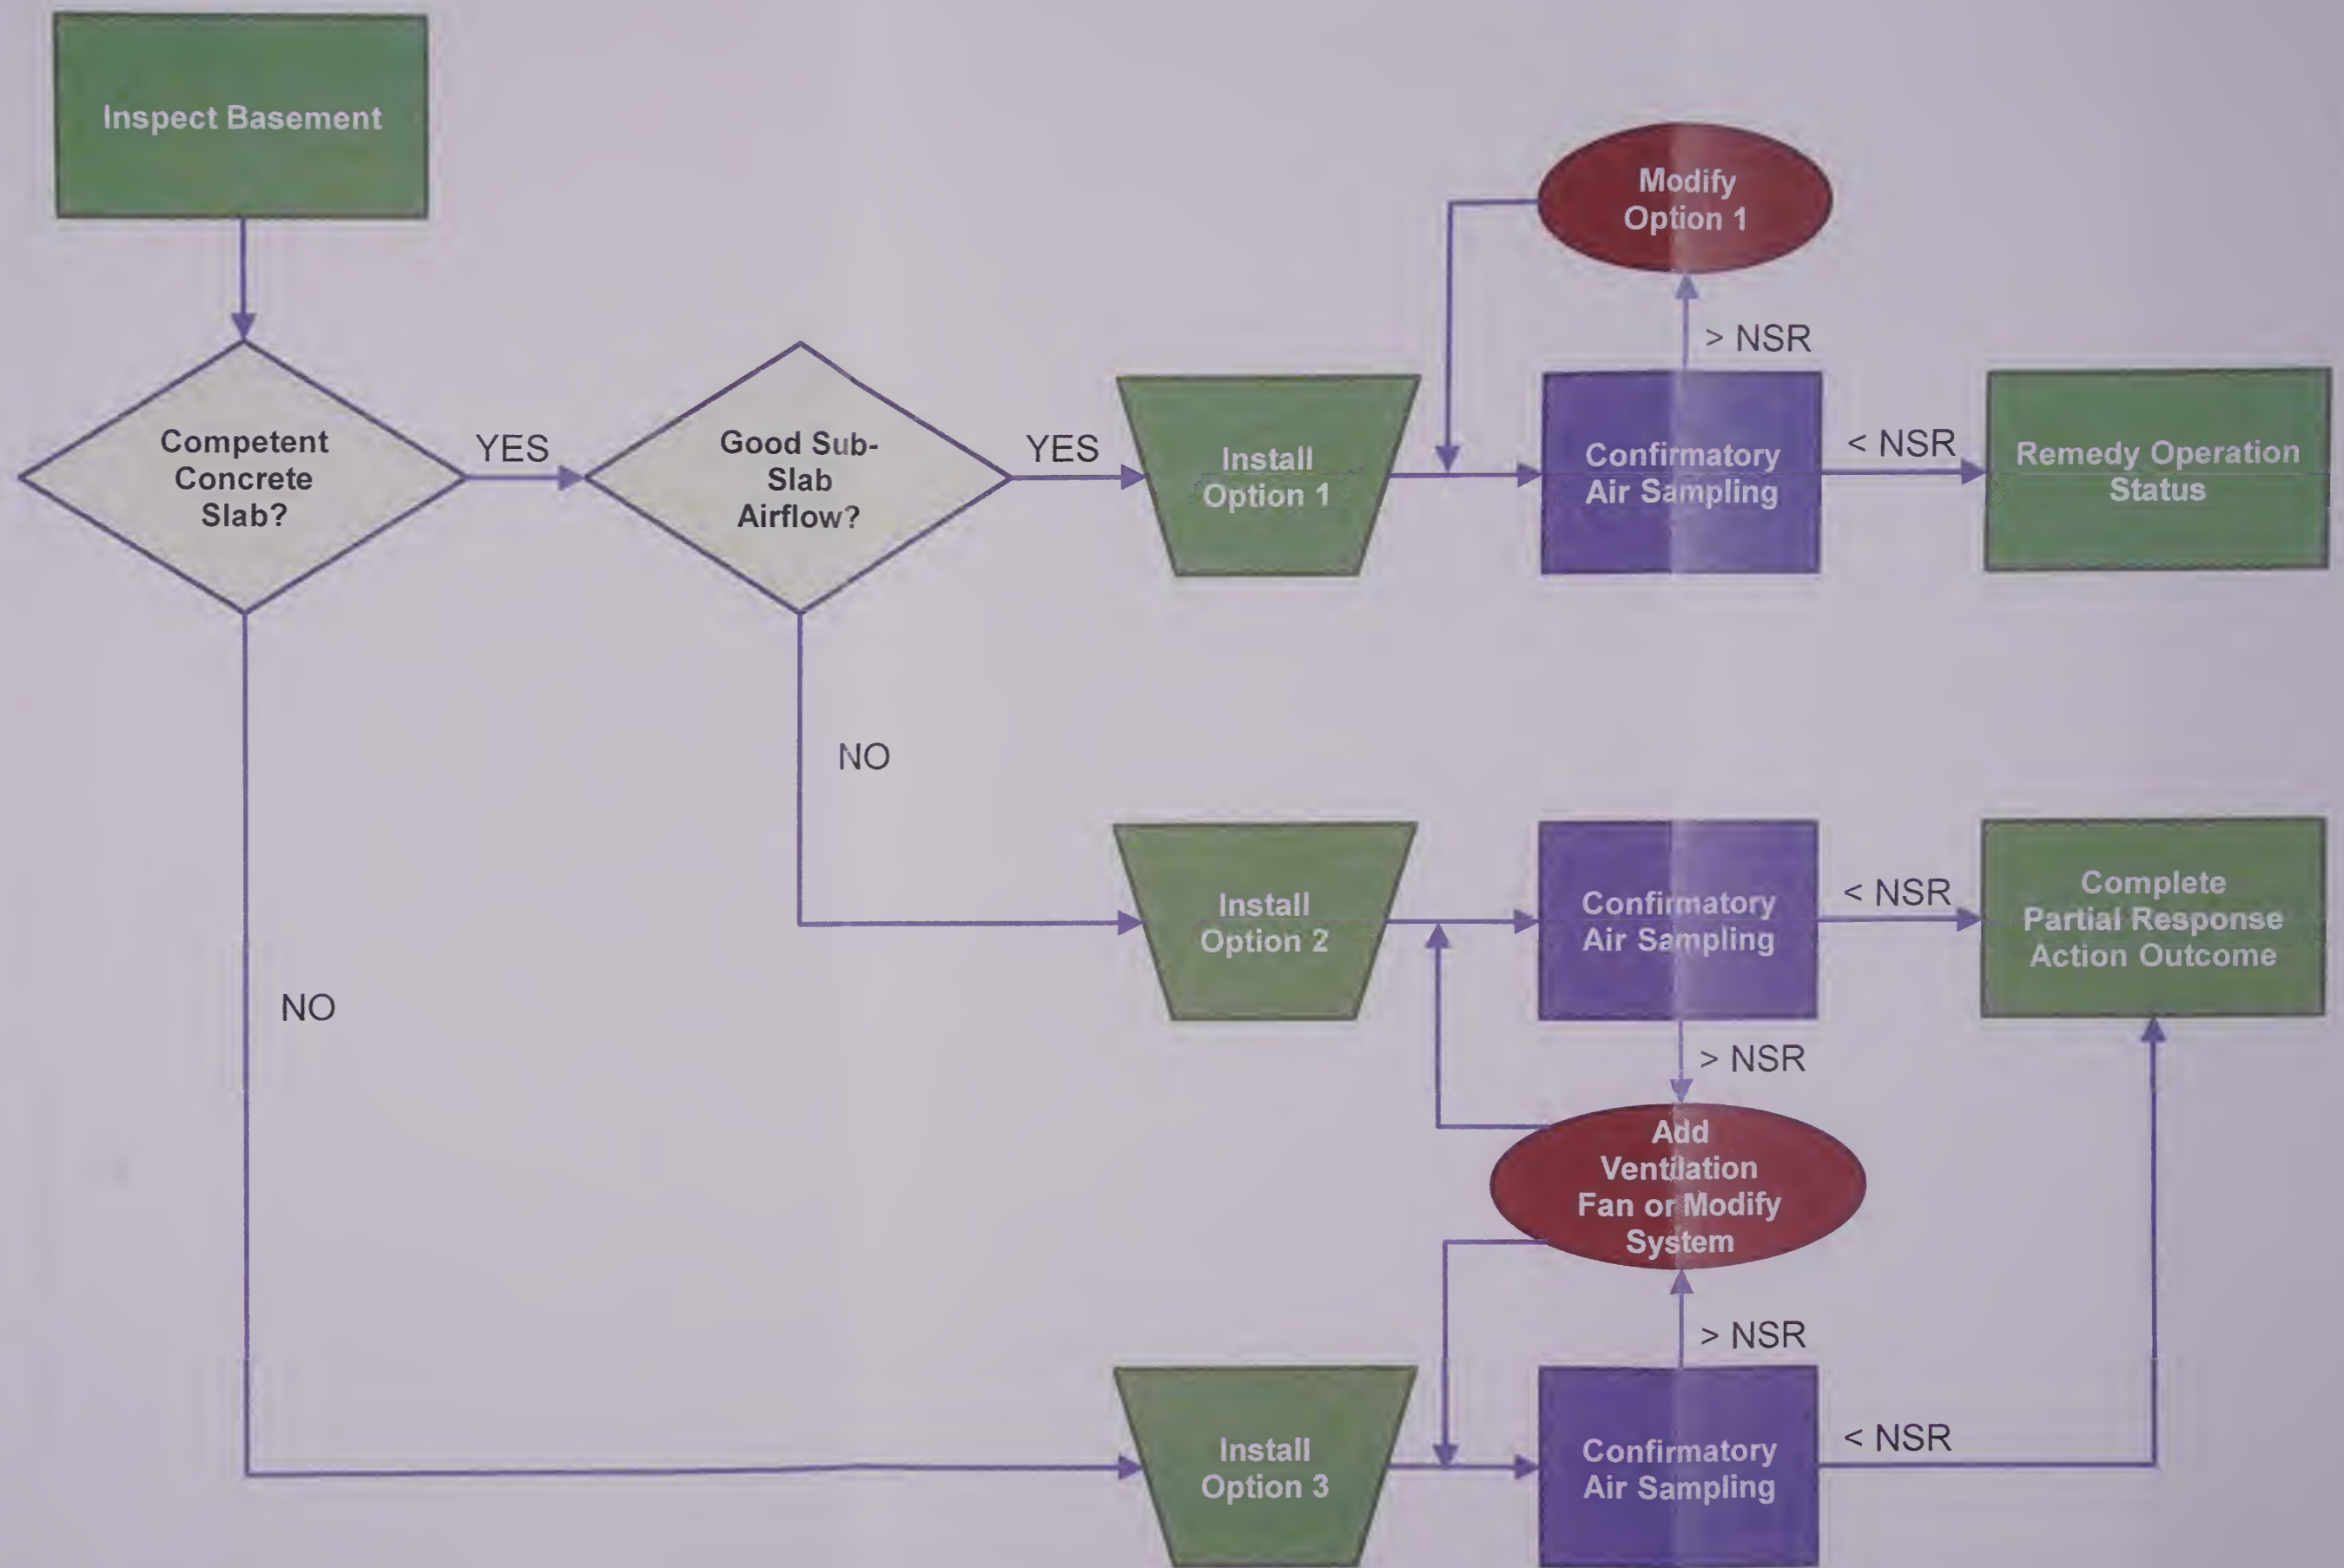 Inspect Basement
Modify
Option 1
> NSR
Competent
Concrete
Slab?
YES
Good Sub-
Slab
Airflow?
YES
Install
Option 1
Confirmatory
Air Sampling
< NSR
Remedy Operation
Status
NO
Install
Option 2
Confirmatory
Air Sampling
< NSR
Complete
Partial Response
Action Outcome
NO
> NSR
Add
Ventilation
Fan or Modify
System
> NSR
Install
Option 3
Confirmatory
Air Sampling
< NSR